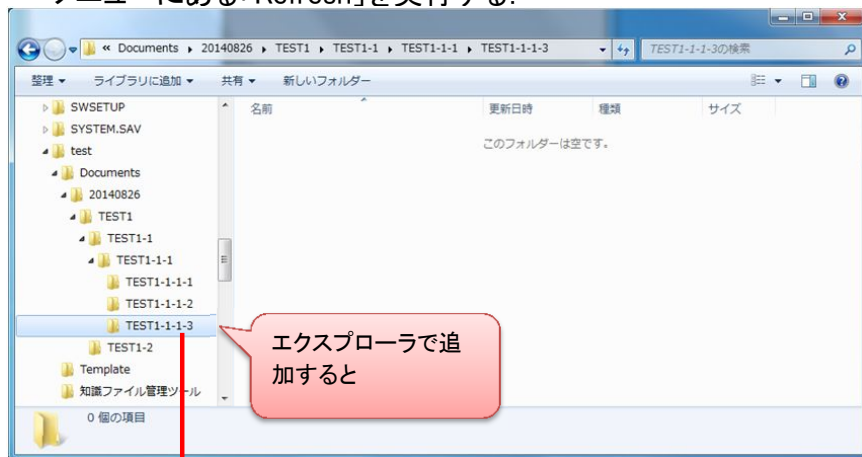 メニューにある「Refresh」を実行する.
« Documents ▸ 20140826 ▸ TEST1 ▸ TEST1-1 ▸ TEST1-1-1 ▸ TEST1-1-1-3
TEST1-1-1-3の検索
整理 ▼ ライブラリに追加 ▼ 共有 ▼ 新しいフォルダー
SWSETUP
SYSTEM.SAV
test
Documents
20140826
TEST1
TEST1-1
TEST1-1-1
TEST1-1-1-1
TEST1-1-1-2
TEST1-1-1-3
TEST1-2
Template
知識ファイル管理ツール
名前 更新日時 種類 サイズ
このフォルダーは空です。
エクスプローラで追
加すると
0 個の項目